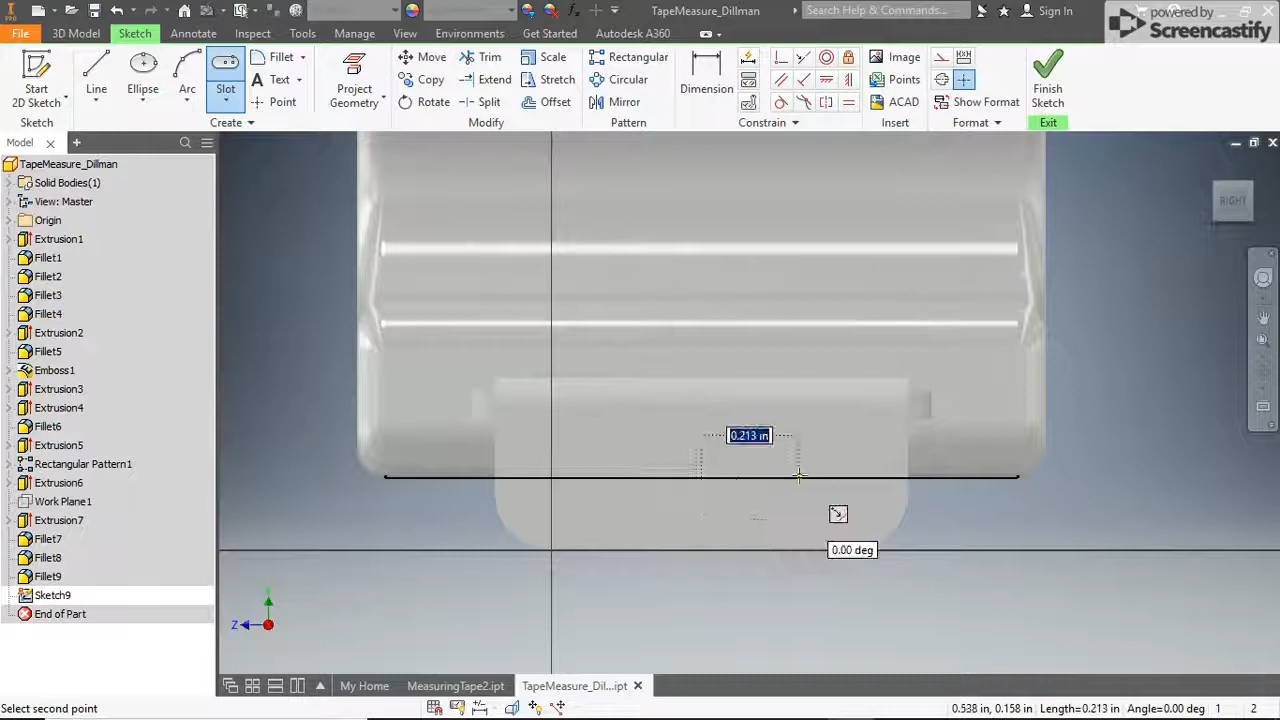 TapeMeasure_Dillman
Search Help & Commands...
Sign In
powered by
Screencastify
I PRO
File 3D Model Sketch Annotate Inspect Tools Manage View Environments Get Started Autodesk A360
Start 2D Sketch
Line
Ellipse
Arc
Slot
Fillet
Text
Point
Project Geometry
Move
Copy
Rotate
Trim
Extend
Split
Scale
Stretch
Offset
Rectangular
Circular
Mirror
Dimension
Image
Points
ACAD
Show Format
Finish Sketch
Sketch Create Modify Pattern Constrain Insert Format Exit
Model
TapeMeasure_Dillman
Solid Bodies(1)
View: Master
Origin
Extrusion1
Fillet1
Fillet2
Fillet3
Fillet4
Extrusion2
Fillet5
Emboss1
Extrusion3
Extrusion4
Fillet6
Extrusion5
Rectangular Pattern1
Extrusion6
Work Plane1
Extrusion7
Fillet7
Fillet8
Fillet9
Sketch9
End of Part
RIGHT
0.213 in
0.00 deg
Z
My Home MeasuringTape2.ipt TapeMeasure_Dil...ipt
Select second point
0.538 in, 0.158 in Length=0.213 in Angle=0.00 deg 1 2